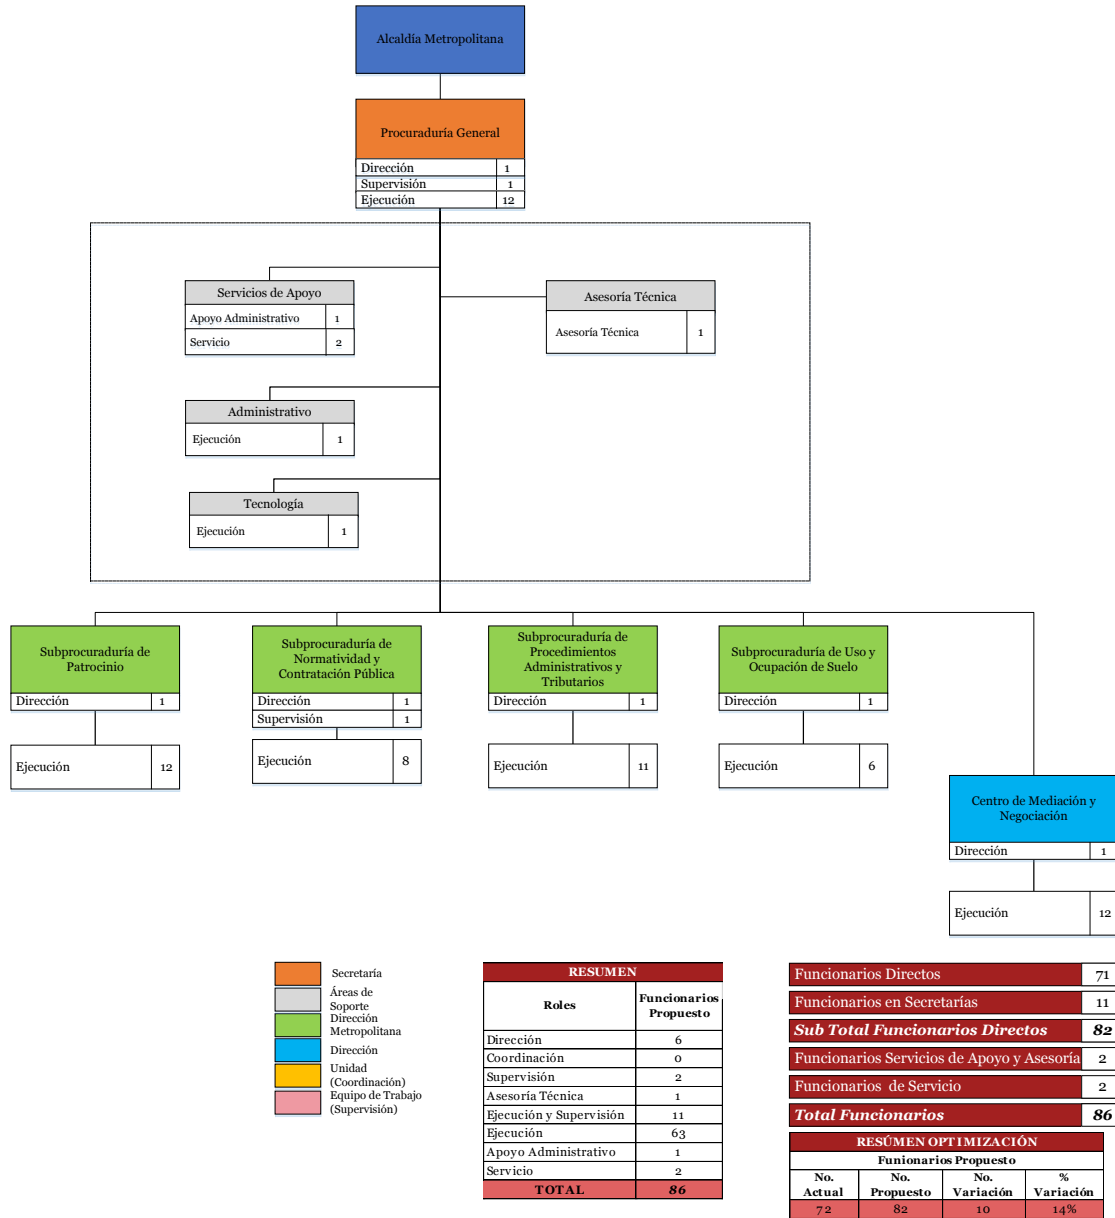 Alcaldía Metropolitana
Procuraduría General
Dirección 1
Supervisión 1
Ejecución 12
Servicios de Apoyo
Apoyo Administrativo 1
Servicio 2
Asesoría Técnica
Asesoría Técnica 1
Administrativo
Ejecución 1
Tecnología
Ejecución 1
Subprocuraduría de
Patrocinio
Dirección 1
Ejecución 12
Subprocuraduría de
Normatividad y
Contratación Pública
Dirección 1
Supervisión 1
Ejecución 8
Subprocuraduría de
Procedimientos
Administrativos y
Tributarios
Dirección 1
Ejecución 11
Subprocuraduría de Uso y
Ocupación de Suelo
Dirección 1
Ejecución 6
Centro de Mediación y
Negociación
Dirección 1
Ejecución 12
Secretaría
Áreas de
Soporte
Dirección
Metropolitana
Dirección
Unidad
(Coordinación)
Equipo de Trabajo
(Supervisión)
RESUMEN
Roles Funcionarios
Propuesto
Dirección 6
Coordinación 0
Supervisión 2
Asesoría Técnica 1
Ejecución y Supervisión 11
Ejecución 63
Apoyo Administrativo 1
Servicio 2
TOTAL 86
Funcionarios Directos 71
Funcionarios en Secretarías 11
Sub Total Funcionarios Directos 82
Funcionarios Servicios de Apoyo y Asesoría 2
Funcionarios de Servicio 2
Total Funcionarios 86
RESÚMEN OPTIMIZACIÓN
Funionarios Propuesto
No. No. No. %
Actual Propuesto Variación Variación
72 82 10 14%